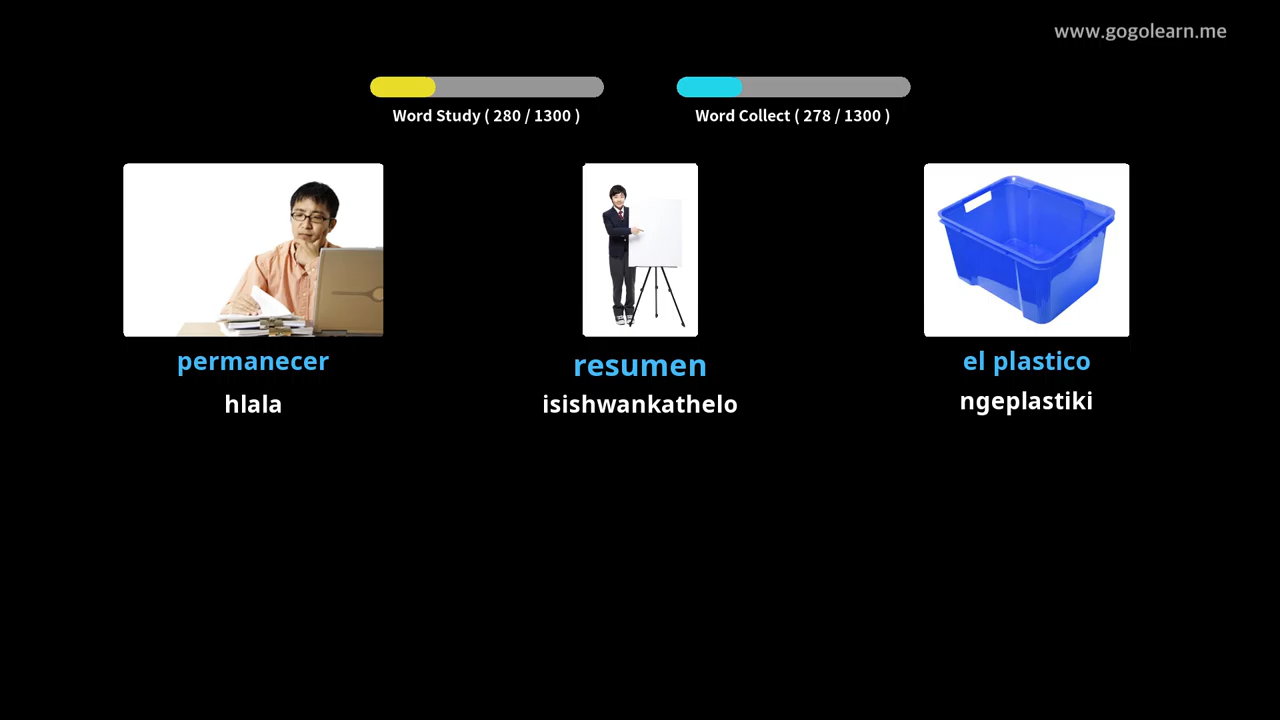 www.gogolearn.me
Word Study ( 280 / 1300 )
Word Collect ( 278 / 1300 )
permanecer
hlala
resumen
isishwankathelo
el plastico
ngeplastiki